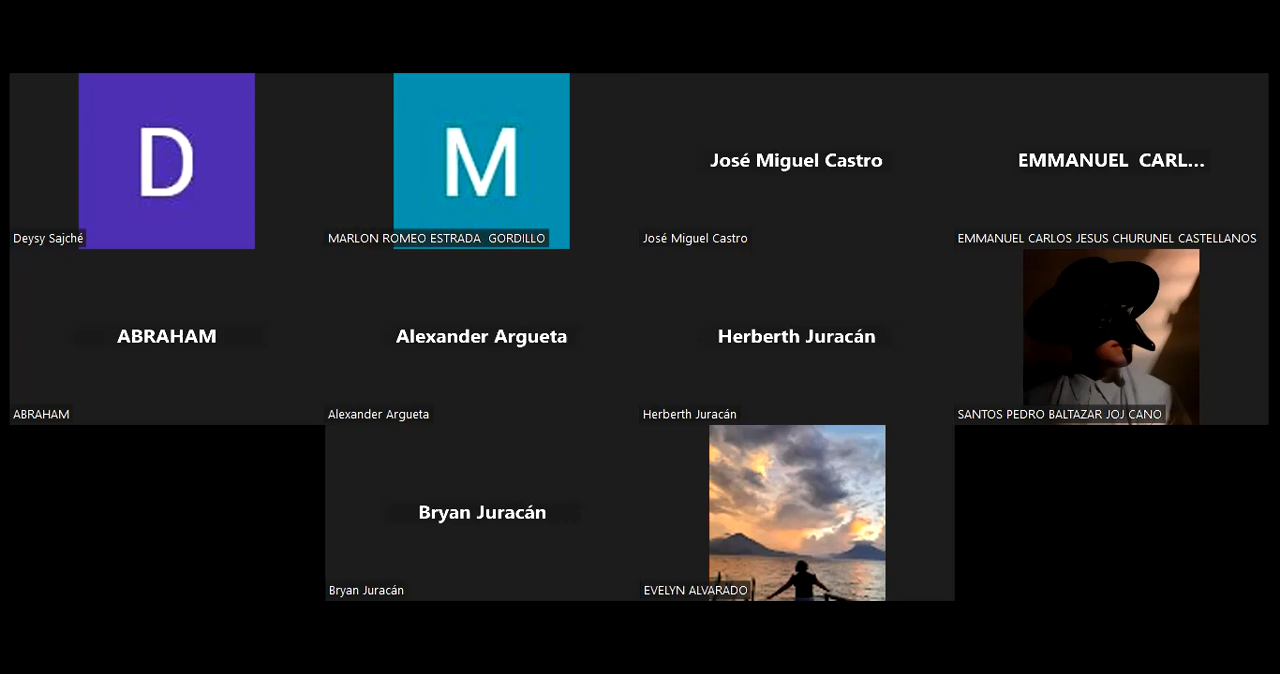 D
M
José Miguel Castro
EMMANUEL  CARL...
Deysy Sajché
MARLON ROMEO ESTRADA  GORDILLO
José Miguel Castro
EMMANUEL CARLOS JESUS CHURUNEL CASTELLANOS
ABRAHAM
Alexander Argueta
Herberth Juracán
ABRAHAM
Alexander Argueta
Herberth Juracán
SANTOS PEDRO BALTAZAR JOJ CANO
Bryan Juracán
Bryan Juracán
EVELYN ALVARADO